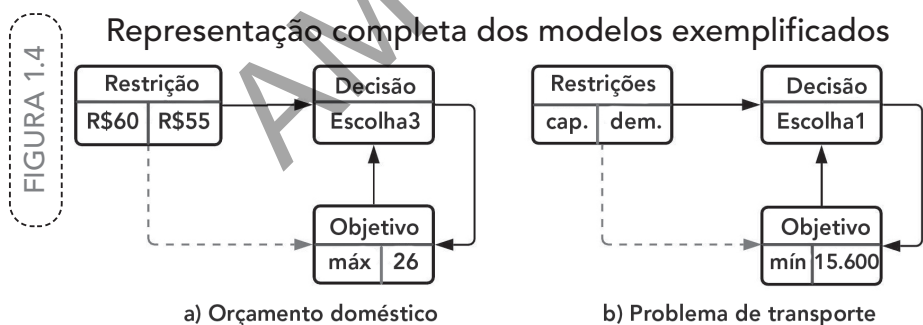 FIGURA 1.4
Representação completa dos modelos exemplificados
Restrição
R$60 R$55
Decisão
Escolha3
Objetivo
máx 26
a) Orçamento doméstico
Restrições
cap. dem.
Decisão
Escolha1
Objetivo
mín 15.600
b) Problema de transporte
AM